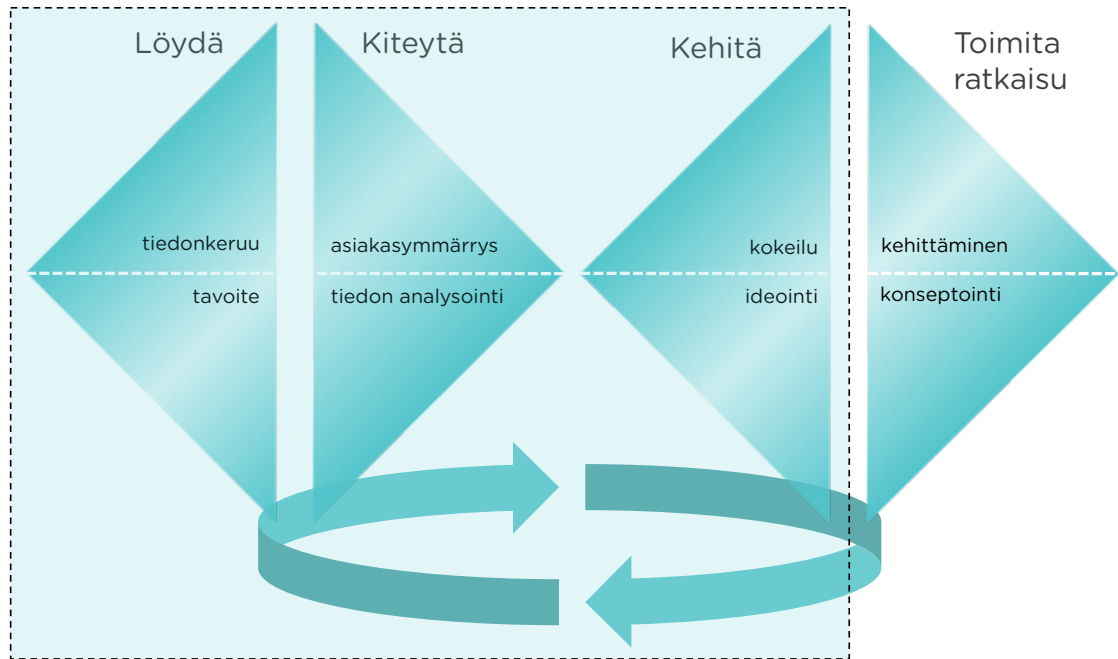 Löydä
Kiteytä
Kehitä
Toimita
ratkaisu
tiedonkeruu
asiakasymmärrys
kokeilu
kehittäminen
tavoite
tiedon analysointi
ideointi
konseptointi